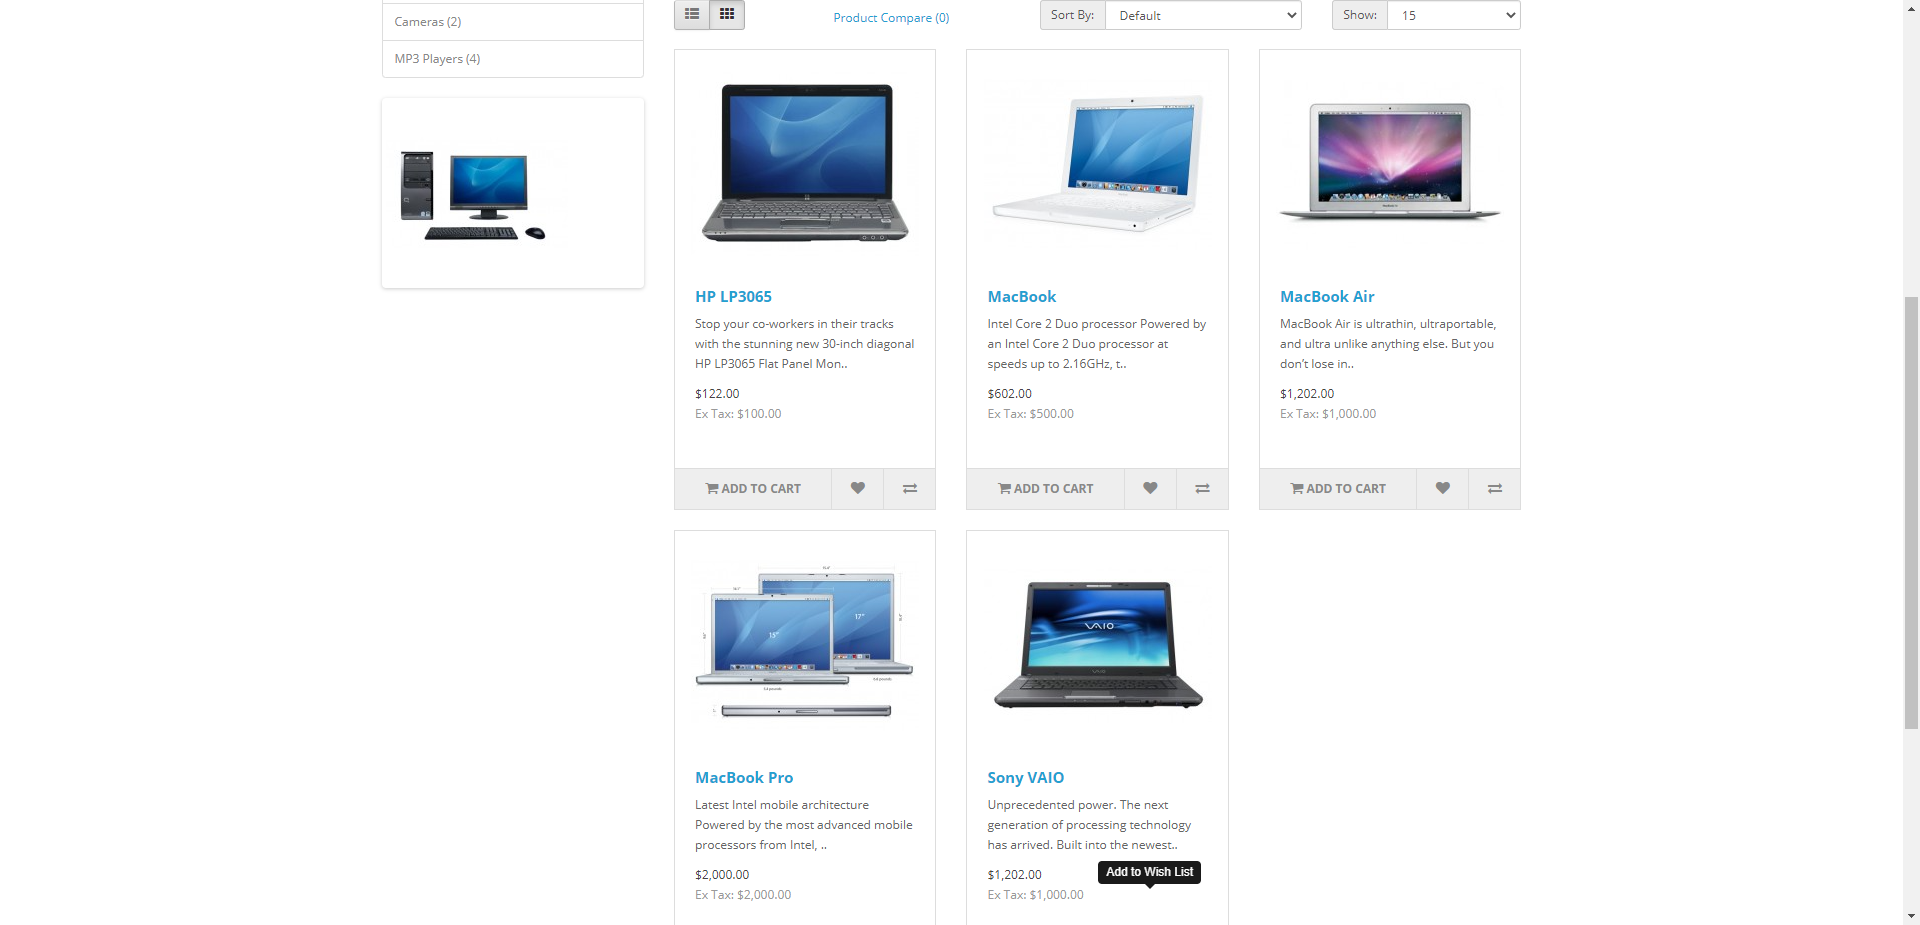 Cameras (2)
MP3 Players (4)
Product Compare (0)
Sort By:
Default
Show:
15
HP LP3065
Stop your co-workers in their tracks
with the stunning new 30-inch diagonal
HP LP3065 Flat Panel Mon..
$122.00
Ex Tax: $100.00
ADD TO CART
MacBook
Intel Core 2 Duo processor Powered by
an Intel Core 2 Duo processor at
speeds up to 2.16GHz, t..
$602.00
Ex Tax: $500.00
ADD TO CART
MacBook Air
MacBook Air is ultrathin, ultraportable,
and ultra unlike anything else. But you
don’t lose in..
$1,202.00
Ex Tax: $1,000.00
ADD TO CART
15"
17"
MacBook Pro
Latest Intel mobile architecture
Powered by the most advanced mobile
processors from Intel, ..
$2,000.00
Ex Tax: $2,000.00
VAIO
Sony VAIO
Unprecedented power. The next
generation of processing technology
has arrived. Built into the newest..
$1,202.00
Ex Tax: $1,000.00
Add to Wish List